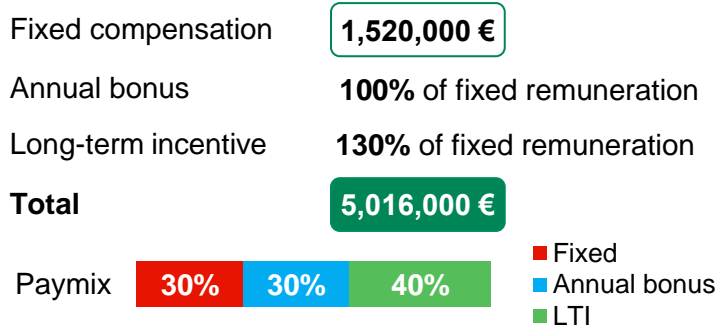 Fixed compensation 1,520,000 €
Annual bonus 100% of fixed remuneration
Long-term incentive 130% of fixed remuneration
Total 5,016,000 €
Paymix 30% 30% 40%
Fixed
Annual bonus
LTI